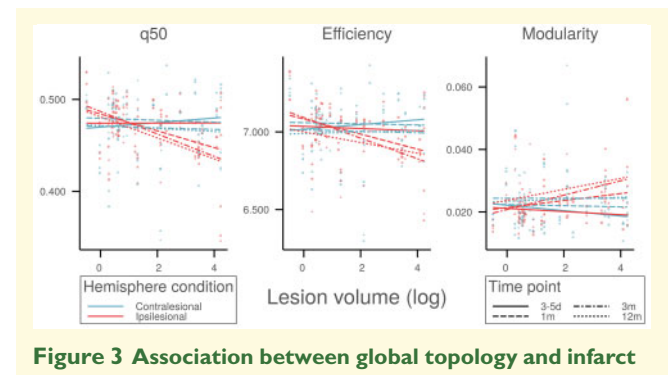 q50 Efficiency Modularity
0.500
0.400
7.000
6.500
0.060
0.040
0.020
0 2 4 0 2 4 0 2 4
Hemisphere condition
Contralesional
Ipsilesional
Lesion volume (log)
Time point
3-5d 3m
1m 12m
Figure 3 Association between global topology and infarct